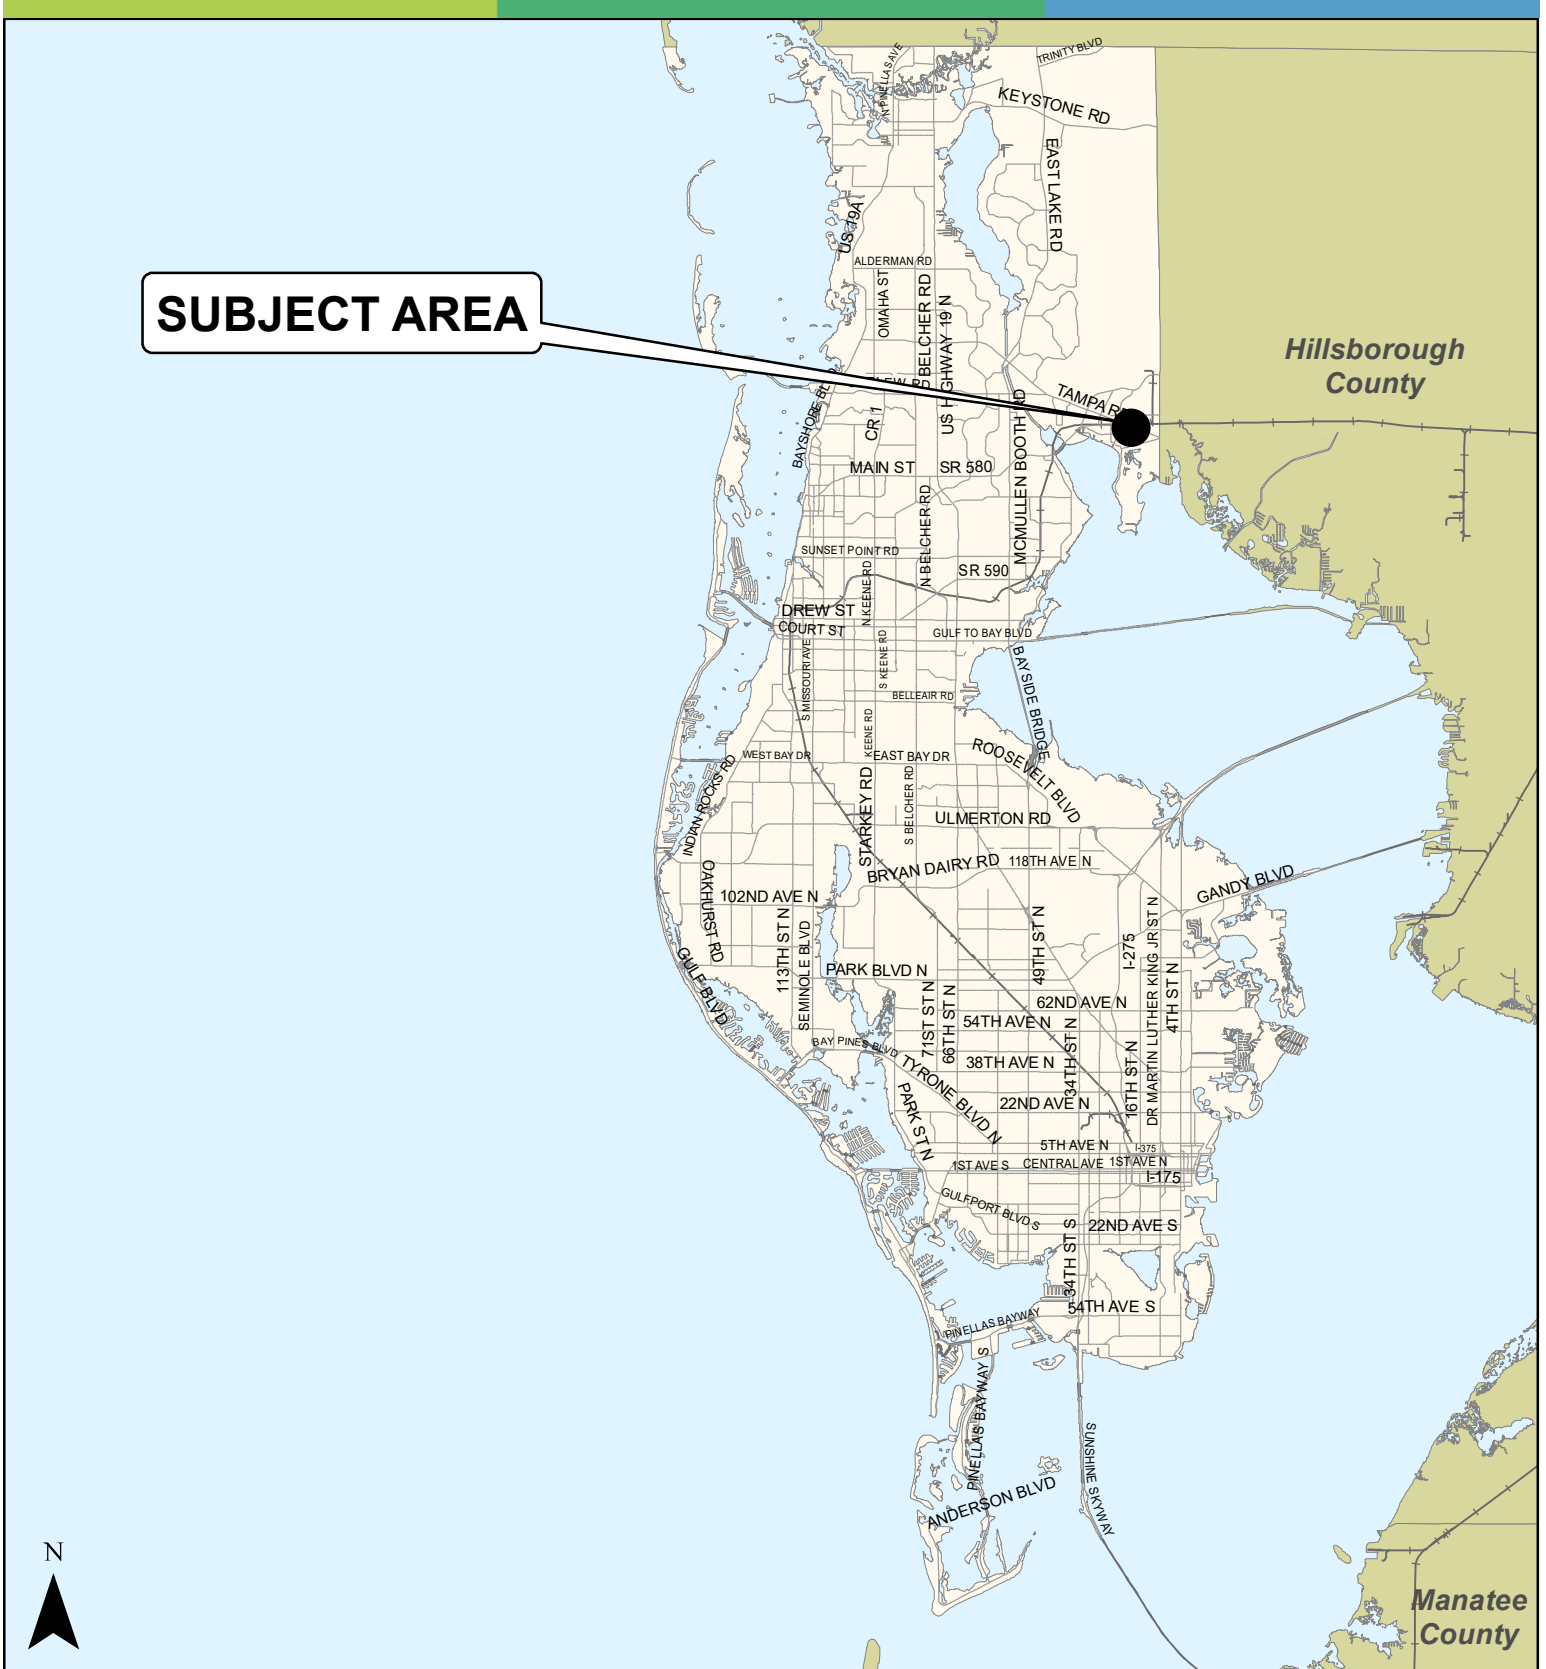 N PINELLAS AVE
TRINITY BLVD
KEYSTONE RD
EAST LAKE RD
US 19A
ALDERMAN RD
OMAHA ST
BELCHER RD
US HIGHWAY 19 N
SUBJECT AREA
Hillsborough
County
TAMPA RD
BAYSHORE BL
EW RD
CR 1
MCMULLEN BOOTH RD
MAIN ST
SR 580
N BELCHER RD
SUNSET POINT RD
SR 590
N KEENE RD
DREW ST
COURT ST
GULF TO BAY BLVD
S MISSOURI AVE
S KEENE RD
BAYSIDE BRIDGE
BELLEAIR RD
KEENE RD
WEST BAY DR
EAST BAY DR
ROOSEVELT BLVD
INDIAN ROCKS RD
STARKEY RD
S BELCHER RD
ULMERTON RD
OAKHURST RD
BRYAN DAIRY RD
118TH AVE N
GANDY BLVD
102ND AVE N
113TH ST N
SEMINOLE BLVD
49TH ST N
I-275
DR MARTIN LUTHER KING JR ST N
4TH ST N
GULF BLVD
PARK BLVD N
71ST ST N
66TH ST N
62ND AVE N
54TH AVE N
34TH ST N
16TH ST N
BAY PINES BLVD
TYRONE BLVD N
38TH AVE N
PARK ST N
22ND AVE N
5TH AVE N
I-375
1ST AVE S
CENTRAL AVE
1ST AVE N
I-175
GULFPORT BLVD S
34TH ST S
22ND AVE S
54TH AVE S
PINELLAS BAYWAY
PINELLAS BAYWAY S
SUNSHINE SKYWAY
ANDERSON BLVD
N
Manatee
County